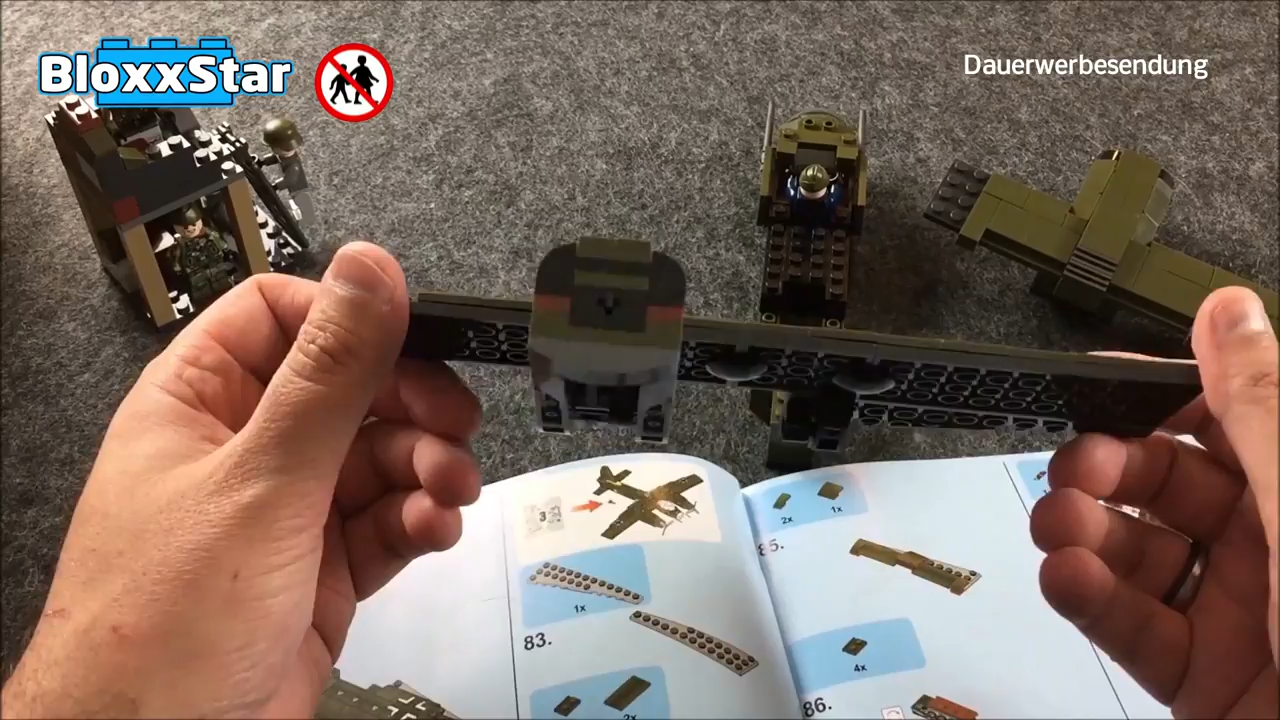 BloxxStar
Dauerwerbesendung
3
2x
1x
85.
1x
83.
4x
2x
86.